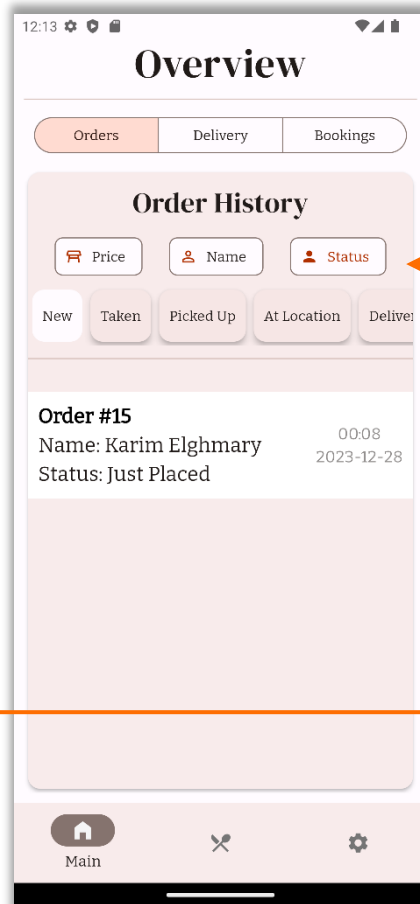 12:13
Overview
Orders Delivery Bookings
Order History
Price Name Status
New Taken Picked Up At Location Deliver
Order #15
Name: Karim Elghmary
Status: Just Placed
00:08
2023-12-28
Main